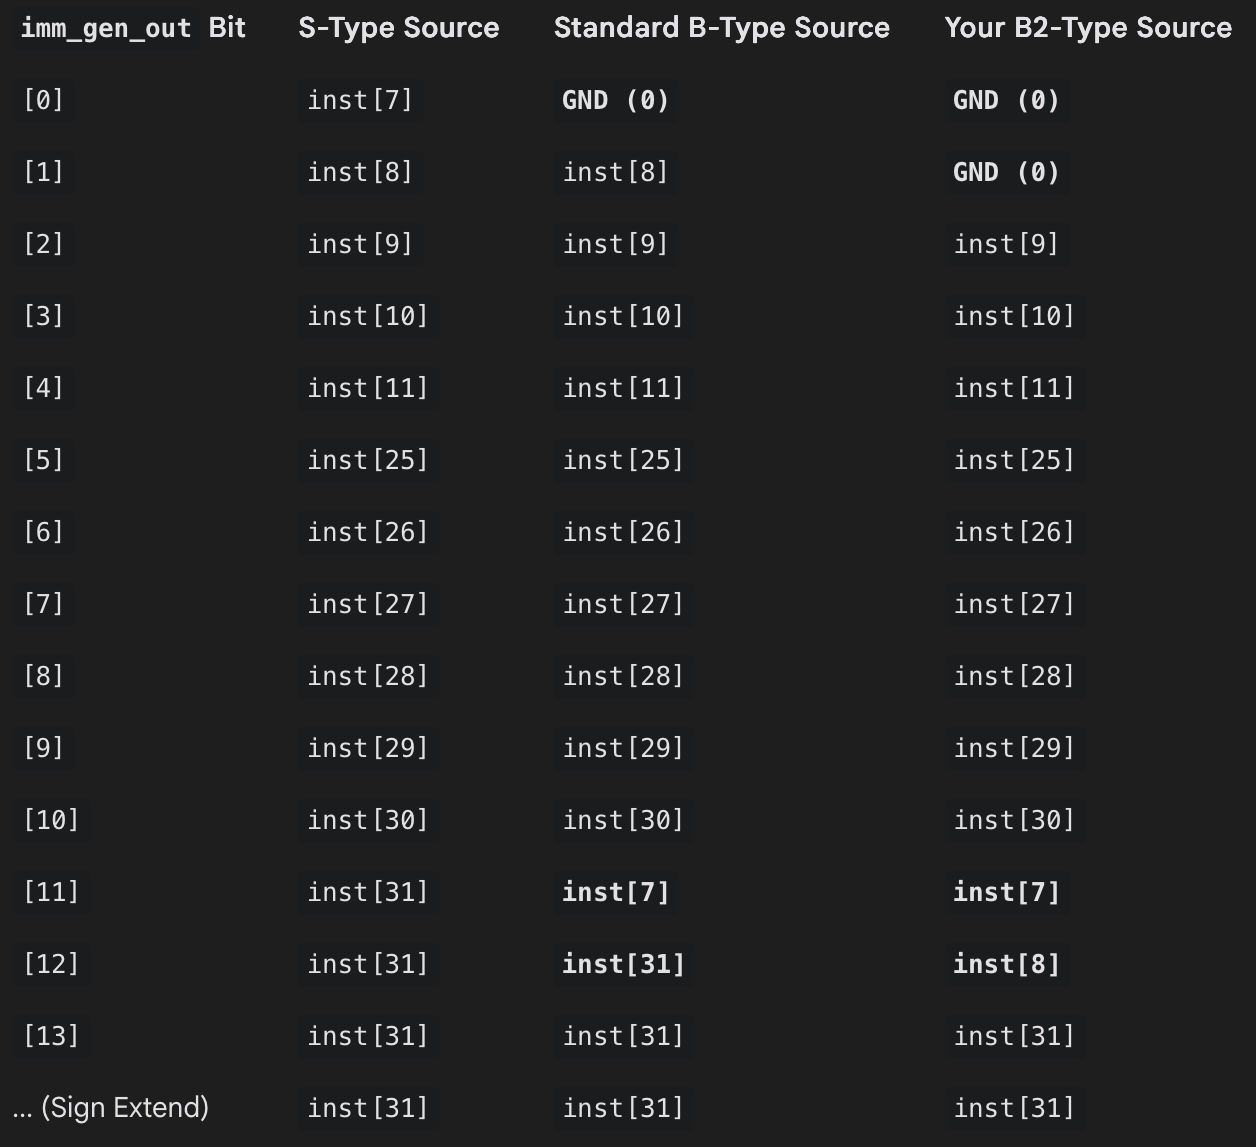 imm_gen_out Bit S-Type Source Standard B-Type Source Your B2-Type Source
[0] inst[7] GND (0) GND (0)
[1] inst[8] inst[8] GND (0)
[2] inst[9] inst[9] inst[9]
[3] inst[10] inst[10] inst[10]
[4] inst[11] inst[11] inst[11]
[5] inst[25] inst[25] inst[25]
[6] inst[26] inst[26] inst[26]
[7] inst[27] inst[27] inst[27]
[8] inst[28] inst[28] inst[28]
[9] inst[29] inst[29] inst[29]
[10] inst[30] inst[30] inst[30]
[11] inst[31] inst[7] inst[7]
[12] inst[31] inst[31] inst[8]
[13] inst[31] inst[31] inst[31]
... (Sign Extend) inst[31] inst[31] inst[31]